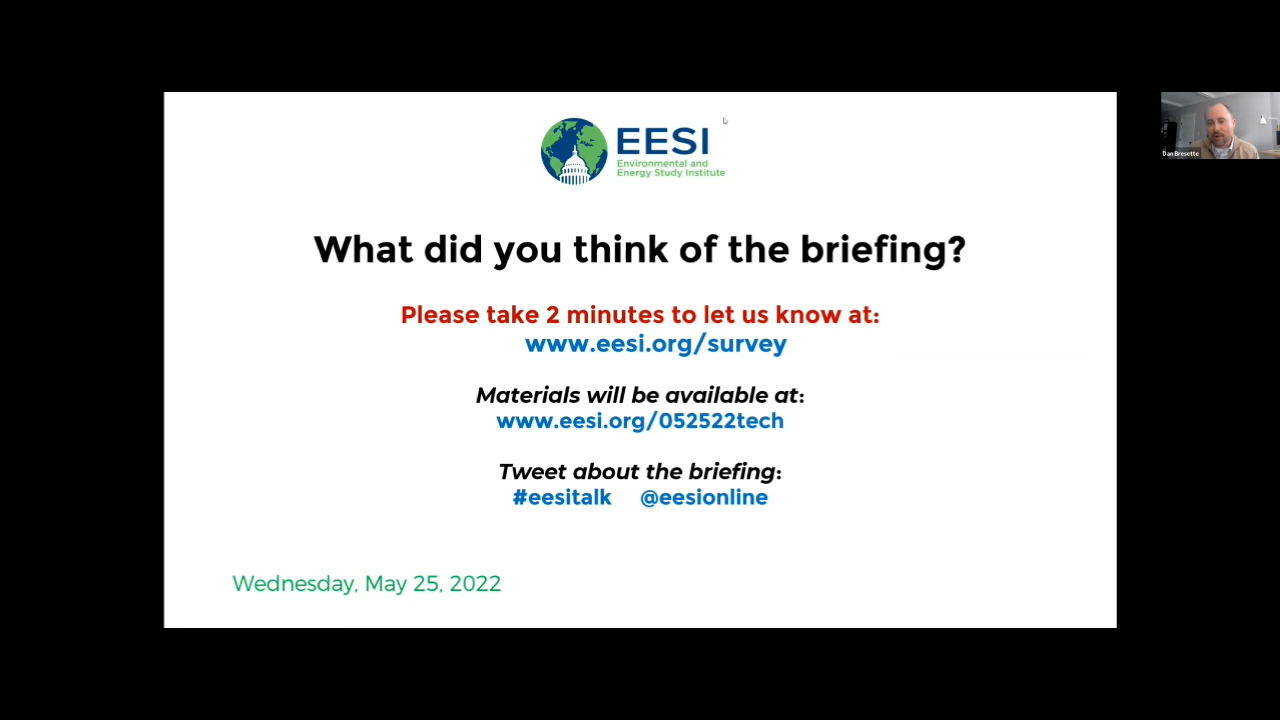 EESI
Environmental and
Energy Study Institute
Dan Bresette
What did you think of the briefing?
Please take 2 minutes to let us know at:
www.eesi.org/survey
Materials will be available at:
www.eesi.org/052522tech
Tweet about the briefing:
#eesitalk @eesionline
Wednesday, May 25, 2022